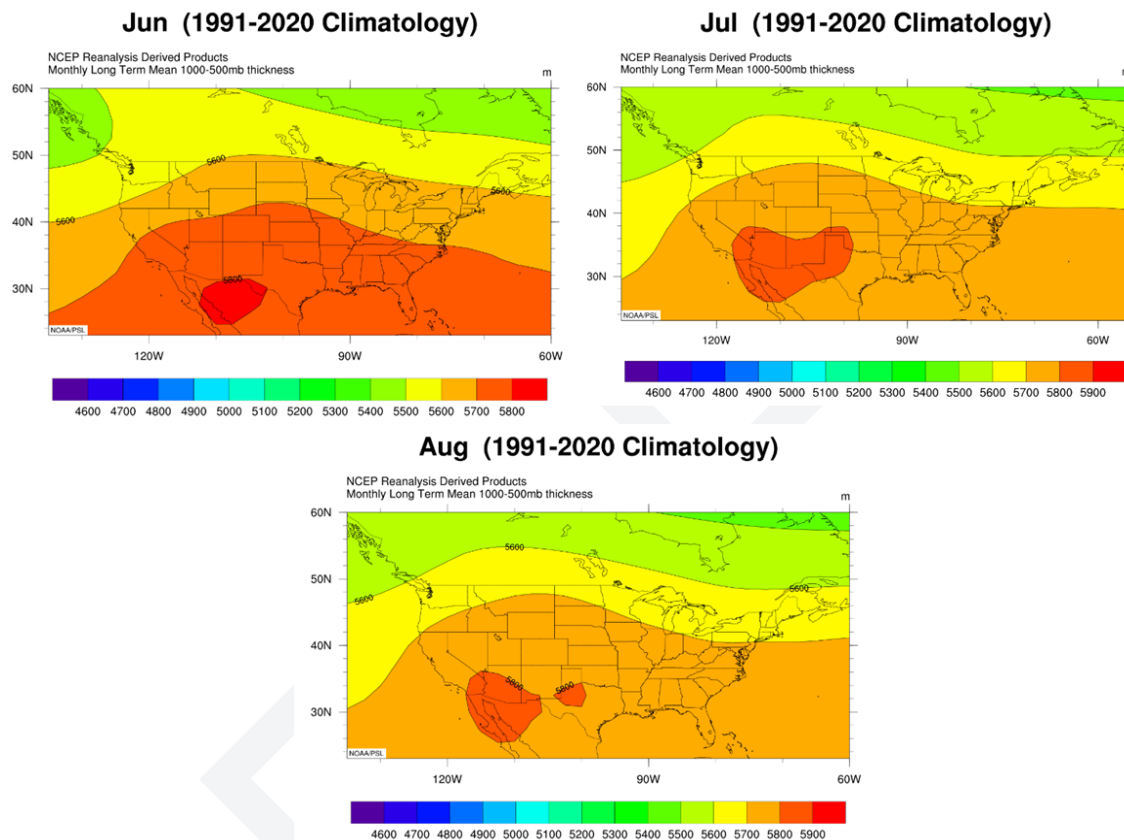 Jun (1991-2020 Climatology)
NCEP Reanalysis Derived Products
Monthly Long Term Mean 1000-500mb thickness
m
60N
50N
40N
30N
5600
5600
5600
5800
NOAA/PSL
120W
90W
60W
4600 4700 4800 4900 5000 5100 5200 5300 5400 5500 5600 5700 5800
Jul (1991-2020 Climatology)
NCEP Reanalysis Derived Products
Monthly Long Term Mean 1000-500mb thickness
60N
50N
40N
30N
NOAA/PSL
120W
90W
4600 4700 4800 4900 5000 5100 5200 5300 5400 5500 5600 5700 5800 5900
Aug (1991-2020 Climatology)
NCEP Reanalysis Derived Products
Monthly Long Term Mean 1000-500mb thickness
m
60N
50N
40N
30N
5600
5600
5600
5800
5800
NOAA/PSL
120W
90W
60W
4600 4700 4800 4900 5000 5100 5200 5300 5400 5500 5600 5700 5800 5900